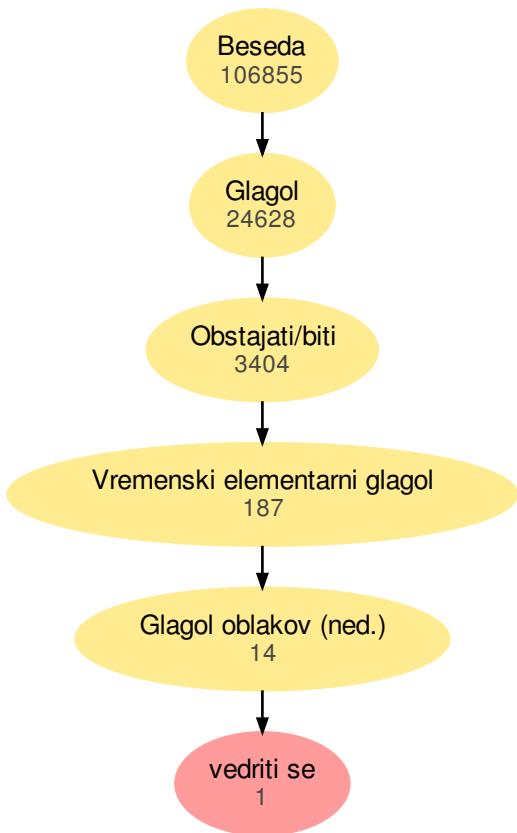 Beseda
106855
Glagol
24628
Obstajati/biti
3404
Vremenski elementarni glagol
187
Glagol oblakov (ned.)
14
vedriti se
1